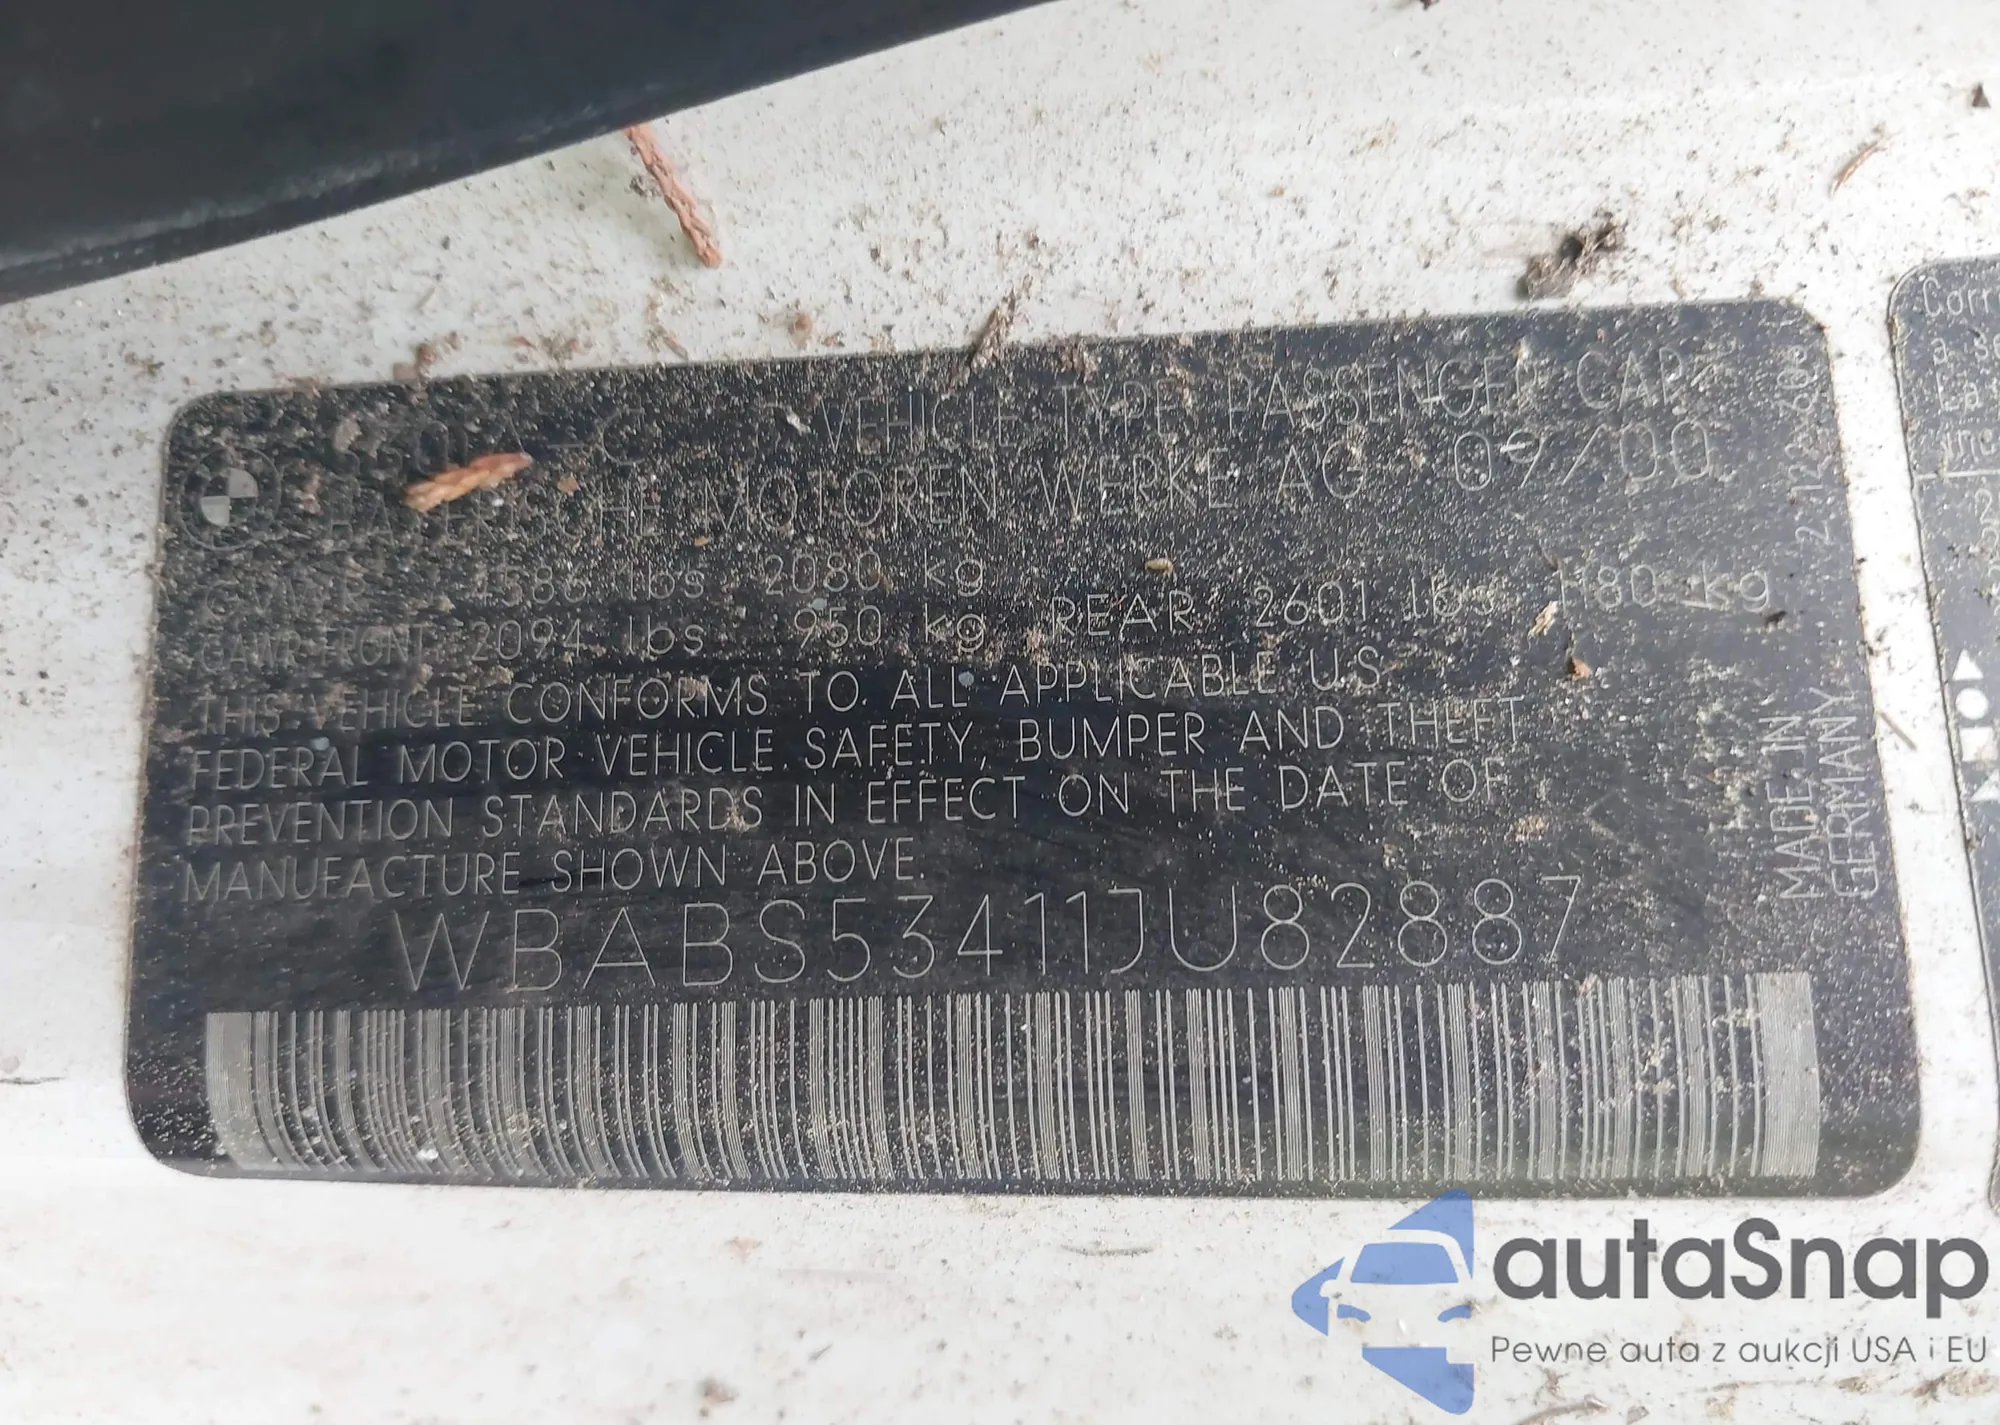 VEHICLE TYPE PASSENGER CAR
BAYERISCHE MOTOREN WERKE AG 09/00
GVWR 4586 lbs 2080 kg
GAWR FRONT 2094 lbs 950 kg REAR 2601 lbs 1180 kg
THIS VEHICLE CONFORMS TO ALL APPLICABLE U.S.
FEDERAL MOTOR VEHICLE SAFETY, BUMPER AND THEFT
PREVENTION STANDARDS IN EFFECT ON THE DATE OF
MANUFACTURE SHOWN ABOVE.
WBABS53411JU82887
MADE IN
GERMANY
Corr
autaSnap
Pewne auta z aukcji USA i EU